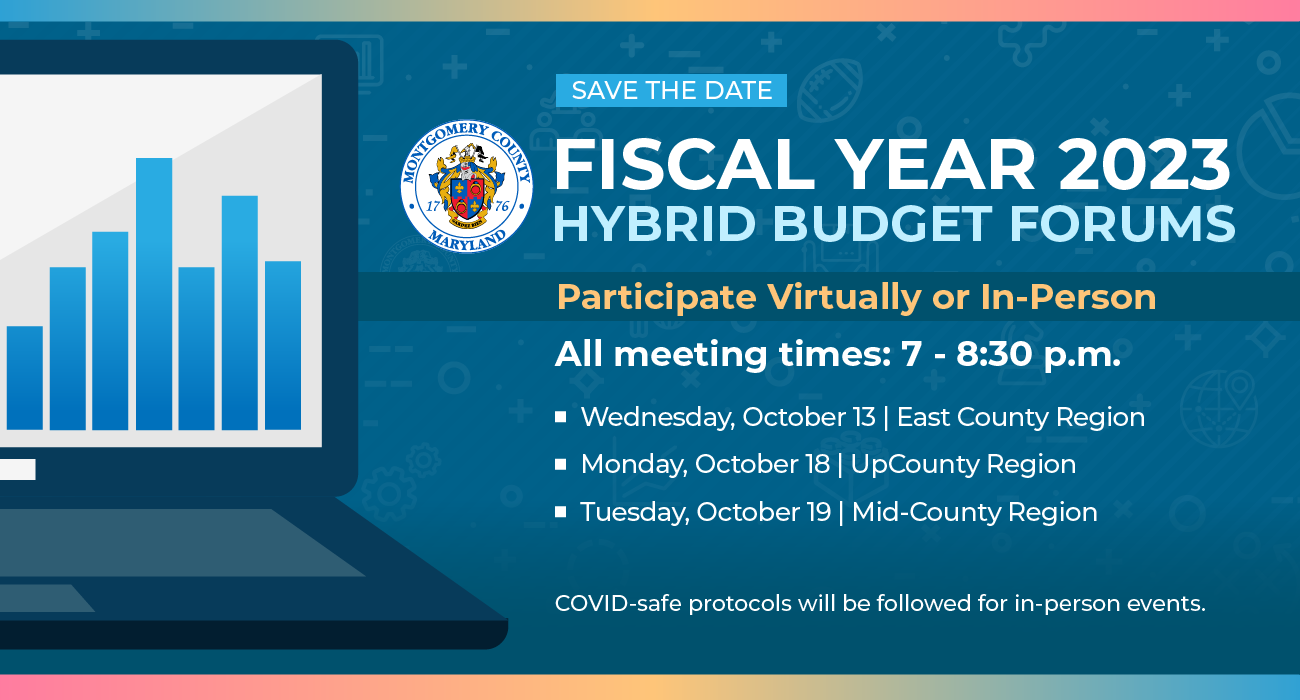 SAVE THE DATE
MONTGOMERY COUNTY
17 76
MARYLAND
FISCAL YEAR 2023
HYBRID BUDGET FORUMS
Participate Virtually or In-Person
All meeting times: 7 - 8:30 p.m.
Wednesday, October 13 | East County Region
Monday, October 18 | UpCounty Region
Tuesday, October 19 | Mid-County Region
COVID-safe protocols will be followed for in-person events.